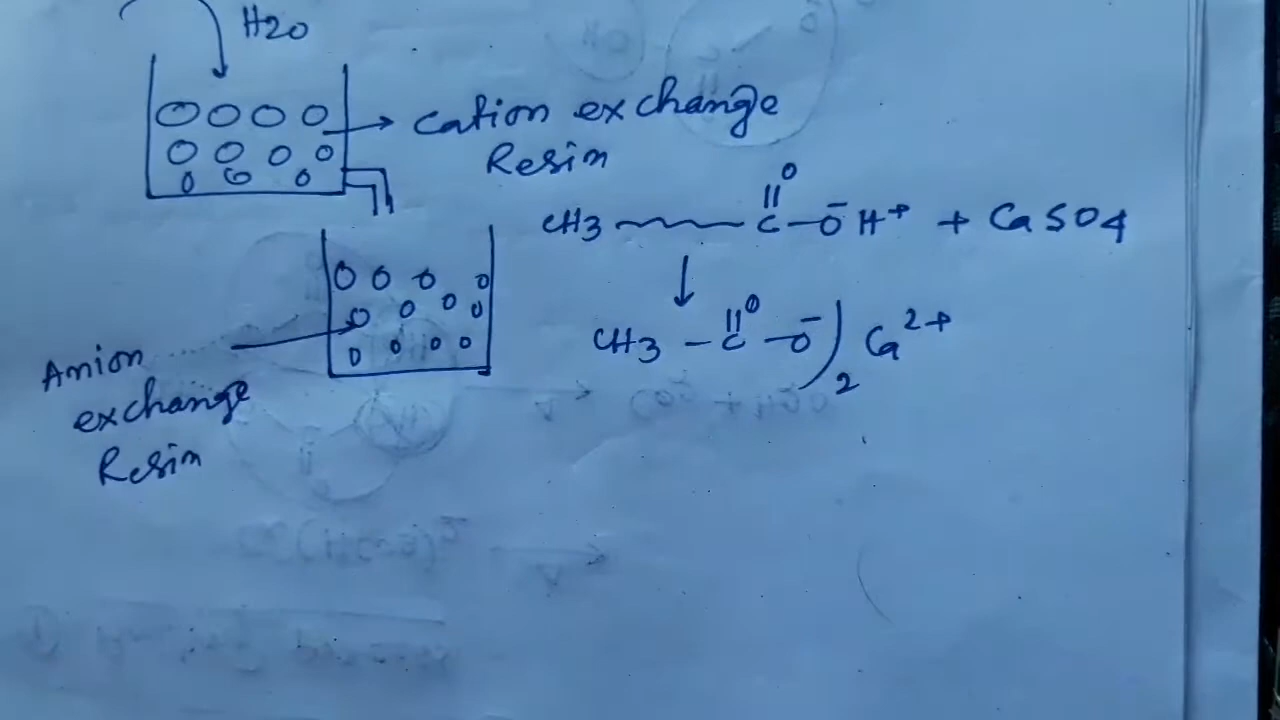 H2O
Cation exchange
Resin
O
CH3 C-O⁻ H+ + CaSO4
O
CH3 - C - O⁻)2 Ca2+
Anion
exchange
Resin